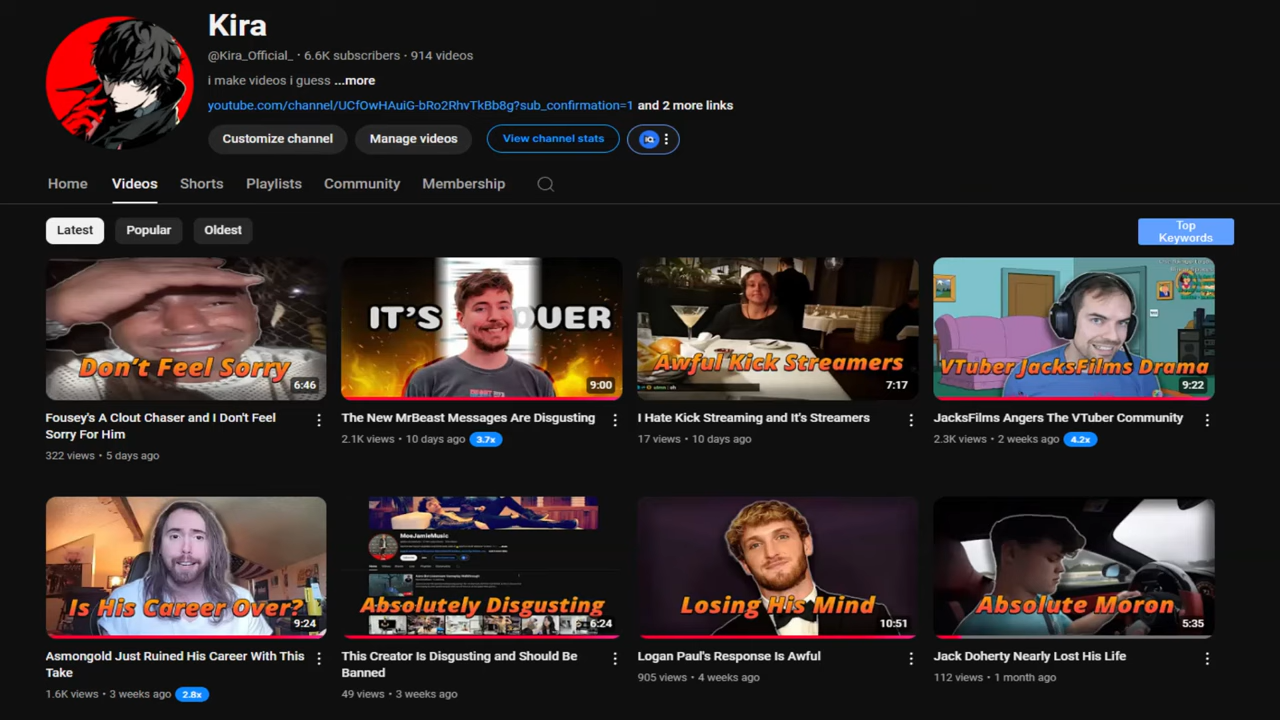 Kira
@Kira_Official_ · 6.6K subscribers · 914 videos
i make videos i guess ...more
youtube.com/channel/UCfOwHAuiG-bRo2RhvTkBb8g?sub_confirmation=1 and 2 more links
Customize channel
Manage videos
View channel stats
Home
Videos
Shorts
Playlists
Community
Membership
Latest
Popular
Oldest
Top
Keywords
Don't Feel Sorry
6:46
IT'S
OUER
9:00
Awful Kick Streamers
7:17
VTuber JacksFilms Drama
9:22
Fousey's A Clout Chaser and I Don't Feel
Sorry For Him
322 views · 5 days ago
The New MrBeast Messages Are Disgusting
2.1K views · 10 days ago 3.7x
I Hate Kick Streaming and It's Streamers
17 views · 10 days ago
JacksFilms Angers The VTuber Community
2.3K views · 2 weeks ago 4.2x
Is His Career Over?
9:24
MoeJamieMusic
Absolutely Disgusting
6:24
Losing His Mind
10:51
Absolute Moron
5:35
Asmongold Just Ruined His Career With This
Take
1.6K views · 3 weeks ago 2.8x
This Creator Is Disgusting and Should Be
Banned
49 views · 3 weeks ago
Logan Paul's Response Is Awful
905 views · 4 weeks ago
Jack Doherty Nearly Lost His Life
112 views · 1 month ago